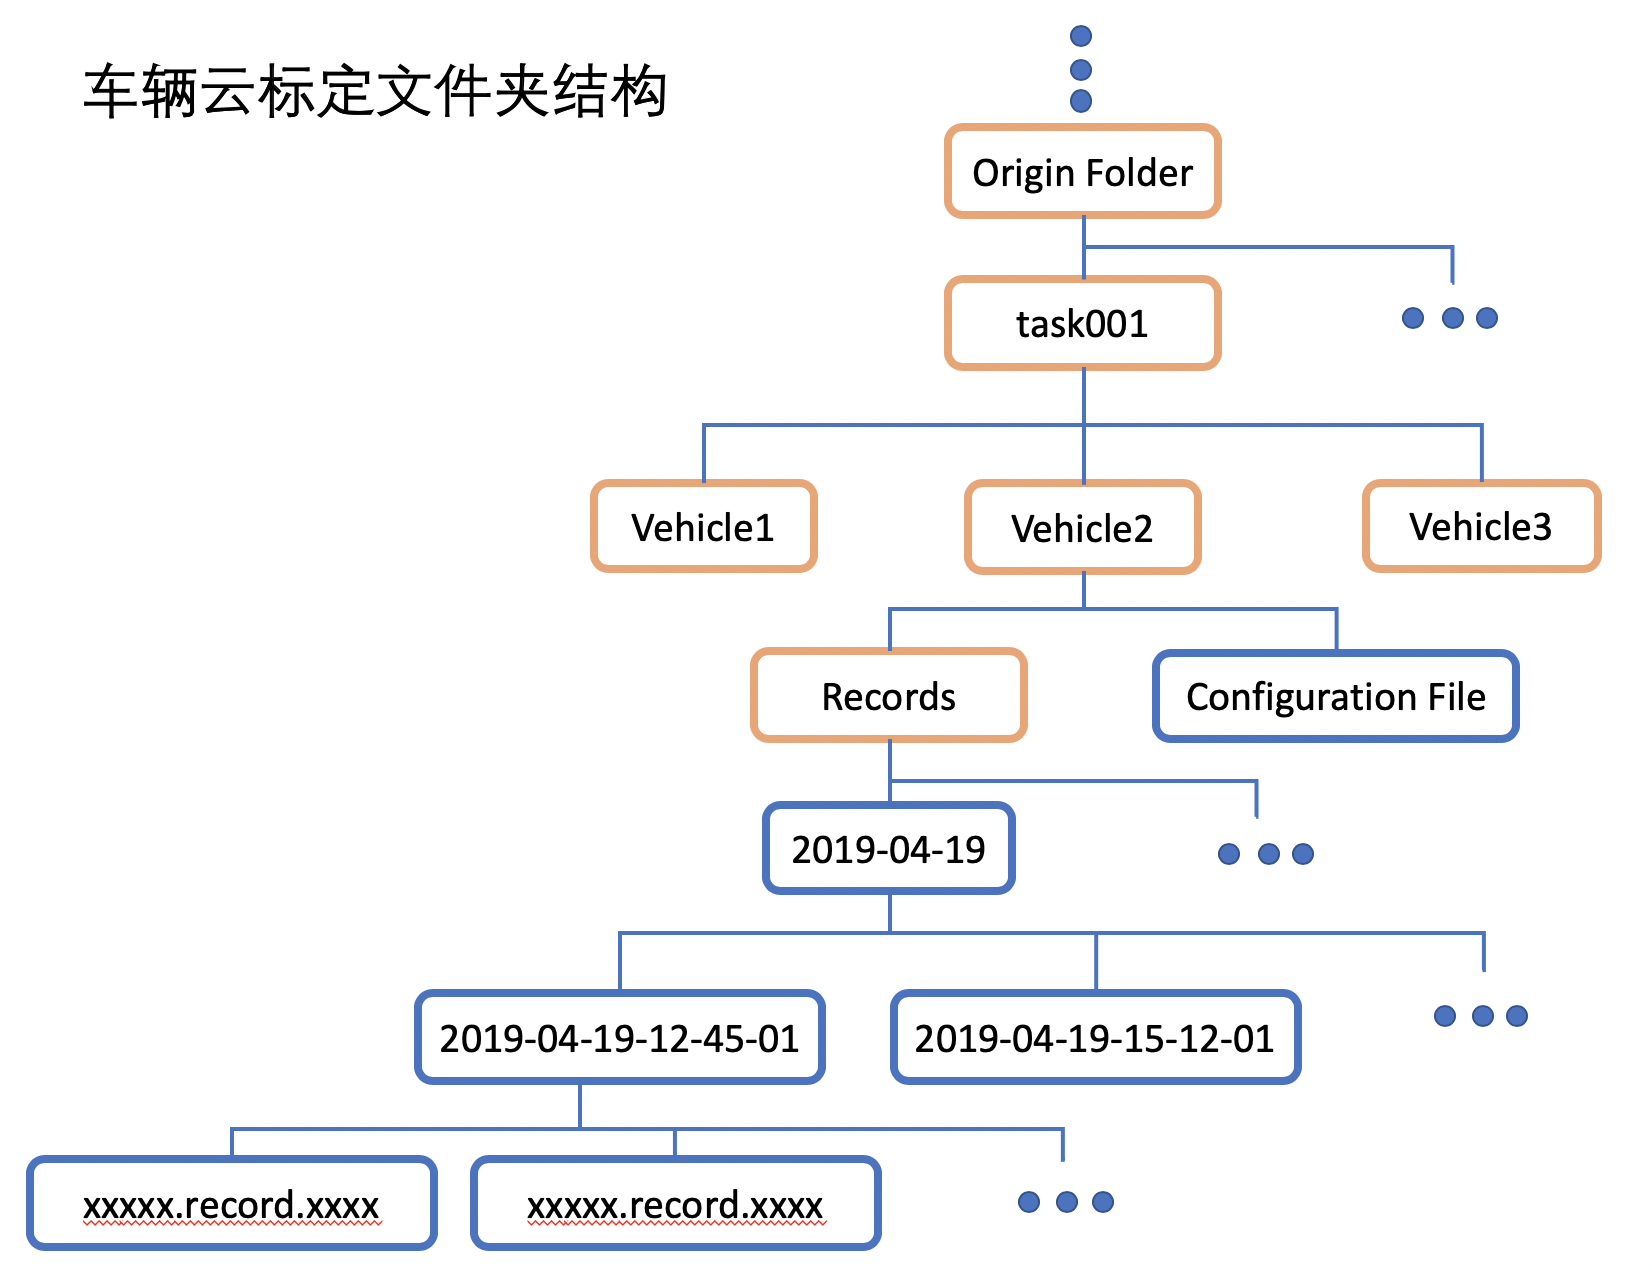 车辆云标定文件夹结构
Origin Folder
task001
Vehicle1
Vehicle2
Vehicle3
Records
Configuration File
2019-04-19
2019-04-19-12-45-01
2019-04-19-15-12-01
xxxxx.record.xxxx
xxxxx.record.xxxx